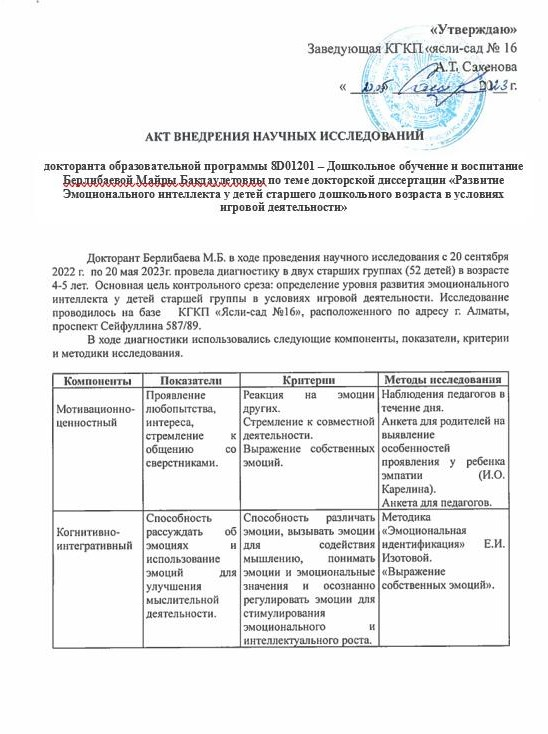 «Утверждаю»
Заведующая КГКП «ясли-сад № 16
А.Т. Сахенова
« 20.05 2023 г.
АКТ ВНЕДРЕНИЯ НАУЧНЫХ ИССЛЕДОВАНИЙ
докторанта образовательной программы 8D01201 – Дошкольное обучение и воспитание
Берлибаевой Майры Бакдаулетовны по теме докторской диссертации «Развитие
Эмоционального интеллекта у детей старшего дошкольного возраста в условиях
игровой деятельности»
Докторант Берлибаева М.Б. в ходе проведения научного исследования с 20 сентября
2022 г. по 20 мая 2023г. провела диагностику в двух старших группах (52 детей) в возрасте
4-5 лет. Основная цель контрольного среза: определение уровня развития эмоционального
интеллекта у детей старшей группы в условиях игровой деятельности. Исследование
проводилось на базе КГКП «Ясли-сад №16», расположенного по адресу г. Алматы,
проспект Сейфуллина 587/89.
В ходе диагностики использовались следующие компоненты, показатели, критерии
и методики исследования.
Компоненты Показатели Критерии Методы исследования
Мотивационно-
ценностный
Проявление
любопытства,
интереса,
стремление к
общению со
сверстниками.
Реакция на эмоции
других.
Стремление к совместной
деятельности.
Выражение собственных
эмоций.
Наблюдения педагогов в
течение дня.
Анкета для родителей на
выявление
особенностей
проявления у ребенка
эмпатии (И.О.
Карелина).
Анкета для педагогов.
Когнитивно-
интегративный
Способность
рассуждать об
эмоциях и
использование
эмоций для
улучшения
мыслительной
деятельности.
Способность различать
эмоции, вызывать эмоции
для содействия
мышлению, понимать
эмоции и эмоциональные
значения и осознанно
регулировать эмоции для
стимулирования
эмоционального и
интеллектуального роста.
Методика
«Эмоциональная
идентификация» Е.И.
Изотовой.
«Выражение
собственных эмоций».